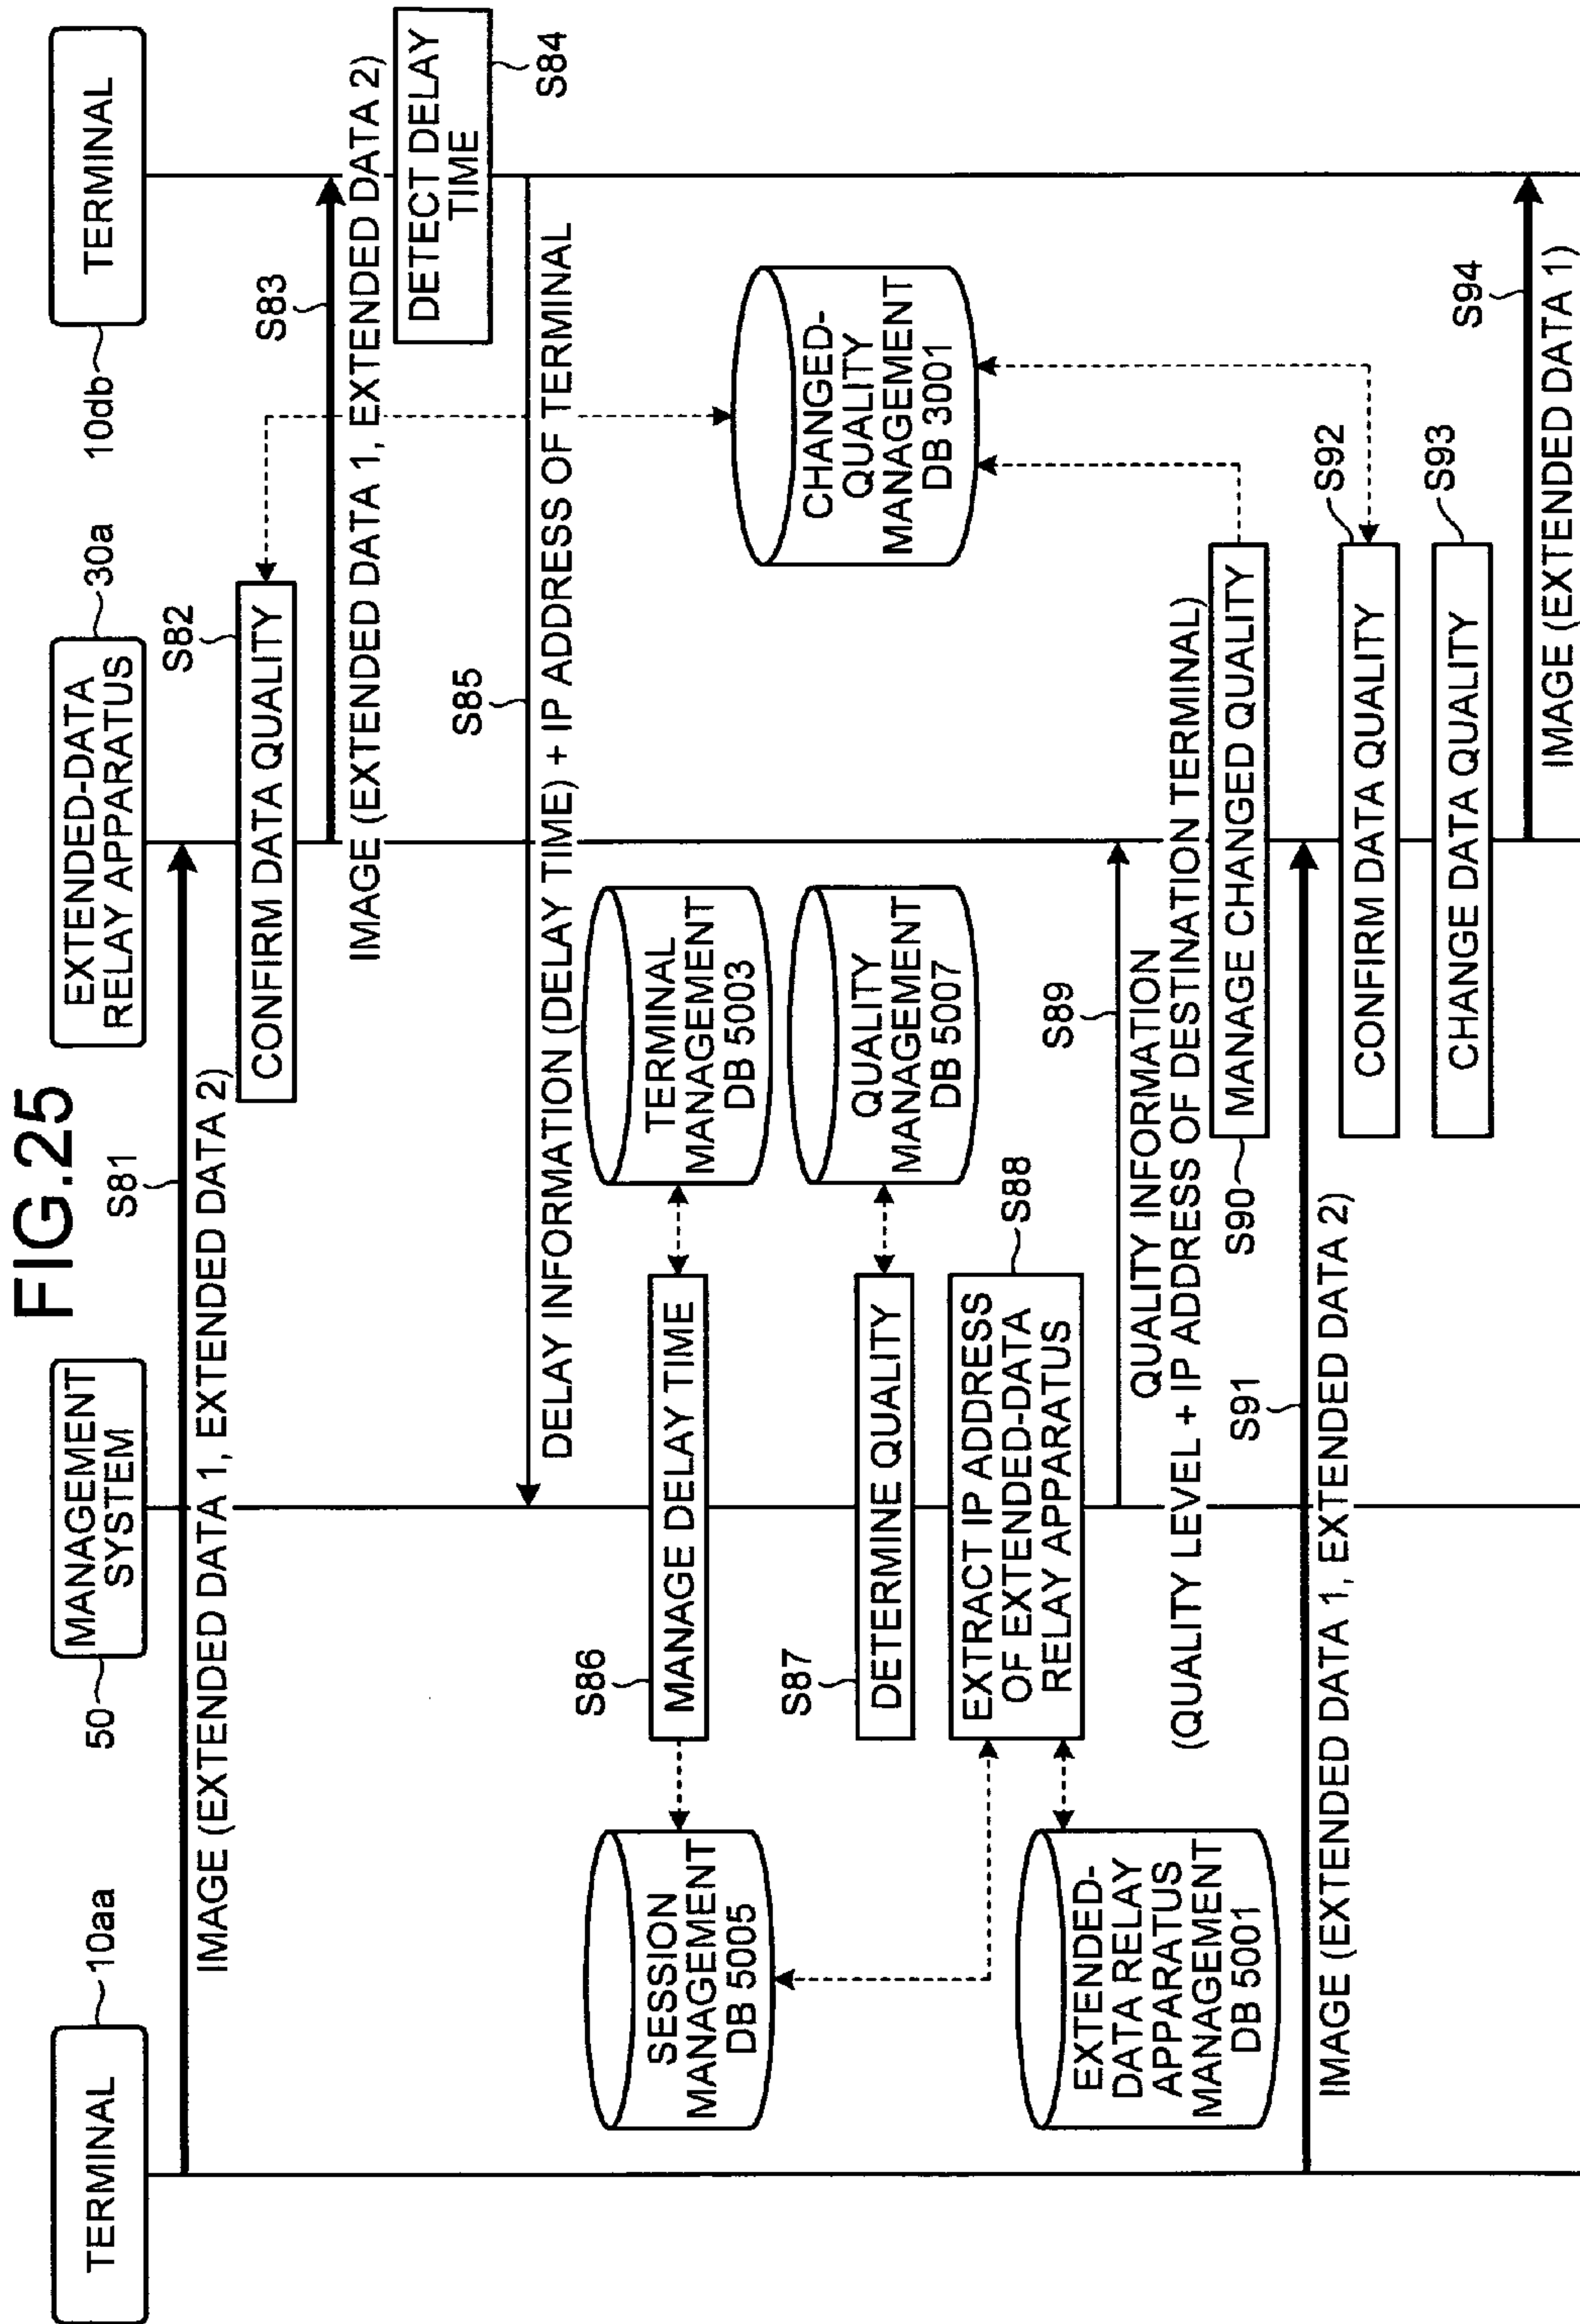 FIG.25
TERMINAL
10aa
MANAGEMENT
SYSTEM
50
EXTENDED-DATA
RELAY APPARATUS
30a
TERMINAL
10db
S81
IMAGE (EXTENDED DATA 1, EXTENDED DATA 2)
S82
CONFIRM DATA QUALITY
S83
IMAGE (EXTENDED DATA 1, EXTENDED DATA 2)
DETECT DELAY
TIME
S84
S85
DELAY INFORMATION (DELAY TIME) + IP ADDRESS OF TERMINAL
SESSION
MANAGEMENT
DB 5005
S86
MANAGE DELAY TIME
TERMINAL
MANAGEMENT
DB 5003
CHANGED-
QUALITY
MANAGEMENT
DB 3001
S87
DETERMINE QUALITY
QUALITY
MANAGEMENT
DB 5007
EXTRACT IP ADDRESS
OF EXTENDED-DATA
RELAY APPARATUS
S88
EXTENDED-
DATA RELAY
APPARATUS
MANAGEMENT
DB 5001
S89
QUALITY INFORMATION
(QUALITY LEVEL + IP ADDRESS OF DESTINATION TERMINAL)
S90
MANAGE CHANGED QUALITY
S91
IMAGE (EXTENDED DATA 1, EXTENDED DATA 2)
CONFIRM DATA QUALITY
S92
CHANGE DATA QUALITY
S93
S94
IMAGE (EXTENDED DATA 1)